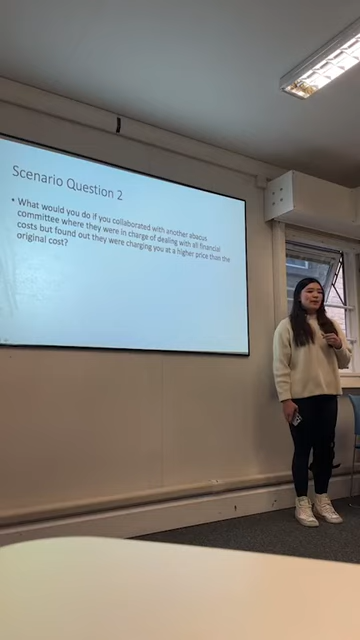 Scenario Question 2
• What would you do if you collaborated with another abacus
committee where they were in charge of dealing with all financial
costs but found out they were charging you at a higher price than the
original cost?